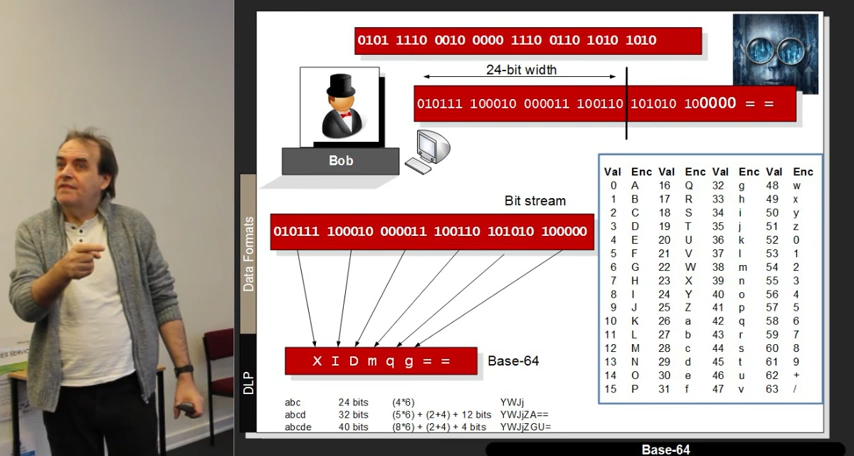 0101 1110 0010 0000 1110 0110 1010 1010
24-bit width
010111 100010 000011 100110 101010 100000 = =
Bob
Val Enc Val Enc Val Enc Val Enc
0 A 16 Q 32 g 48 w
1 B 17 R 33 h 49 x
2 C 18 S 34 i 50 y
3 D 19 T 35 j 51 z
4 E 20 U 36 k 52 0
5 F 21 V 37 l 53 1
6 G 22 W 38 m 54 2
7 H 23 X 39 n 55 3
8 I 24 Y 40 o 56 4
9 J 25 Z 41 p 57 5
10 K 26 a 42 q 58 6
11 L 27 b 43 r 59 7
12 M 28 c 44 s 60 8
13 N 29 d 45 t 61 9
14 O 30 e 46 u 62 +
15 P 31 f 47 v 63 /
Bit stream
010111 100010 000011 100110 101010 100000
Data Formats
DLP
X I D m q g = =
Base-64
abc 24 bits (4*6) YWJj
abcd 32 bits (5*6) + (2+4) + 12 bits YWJjZA==
abcde 40 bits (8*6) + (2+4) + 4 bits YWJjZGU=
Base-64